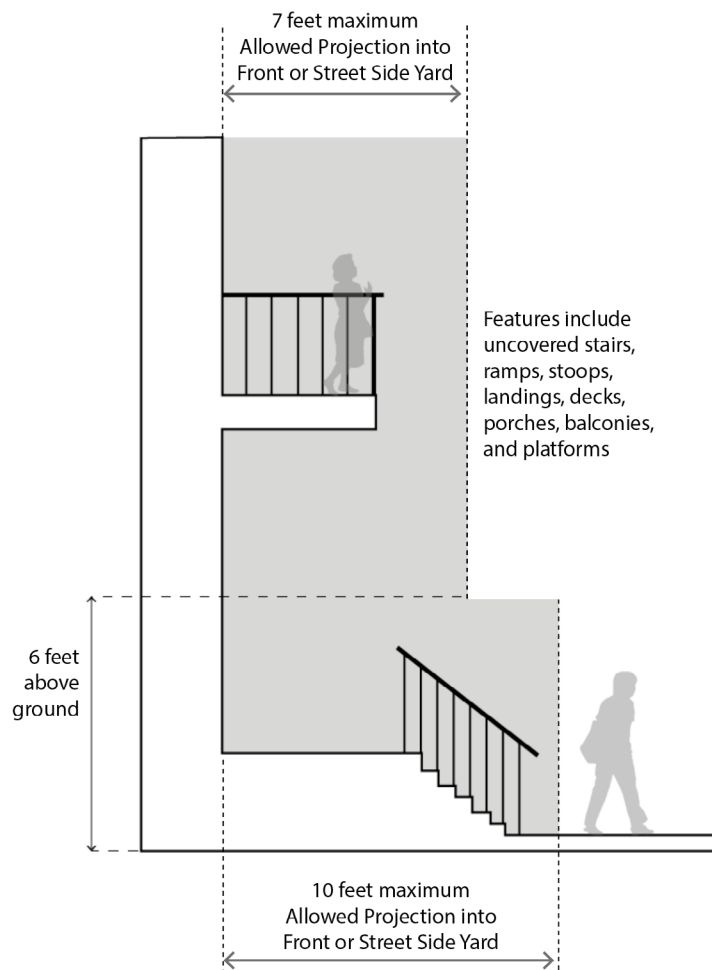 7 feet maximum
Allowed Projection into
Front or Street Side Yard
Features include
uncovered stairs,
ramps, stoops,
landings, decks,
porches, balconies,
and platforms
6 feet
above
ground
10 feet maximum
Allowed Projection into
Front or Street Side Yard